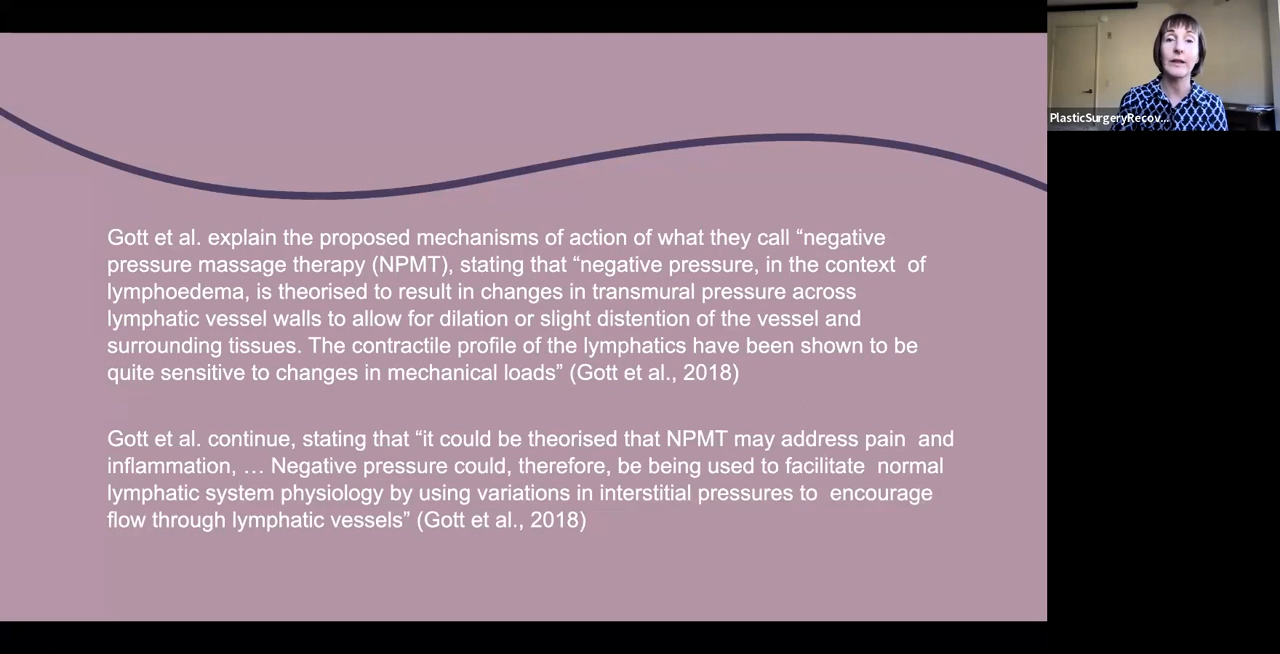 PlasticSurgeryRecov...
Gott et al. explain the proposed mechanisms of action of what they call “negative
pressure massage therapy (NPMT), stating that “negative pressure, in the context of
lymphoedema, is theorised to result in changes in transmural pressure across
lymphatic vessel walls to allow for dilation or slight distention of the vessel and
surrounding tissues. The contractile profile of the lymphatics have been shown to be
quite sensitive to changes in mechanical loads” (Gott et al., 2018)
Gott et al. continue, stating that “it could be theorised that NPMT may address pain and
inflammation, … Negative pressure could, therefore, be being used to facilitate normal
lymphatic system physiology by using variations in interstitial pressures to encourage
flow through lymphatic vessels” (Gott et al., 2018)